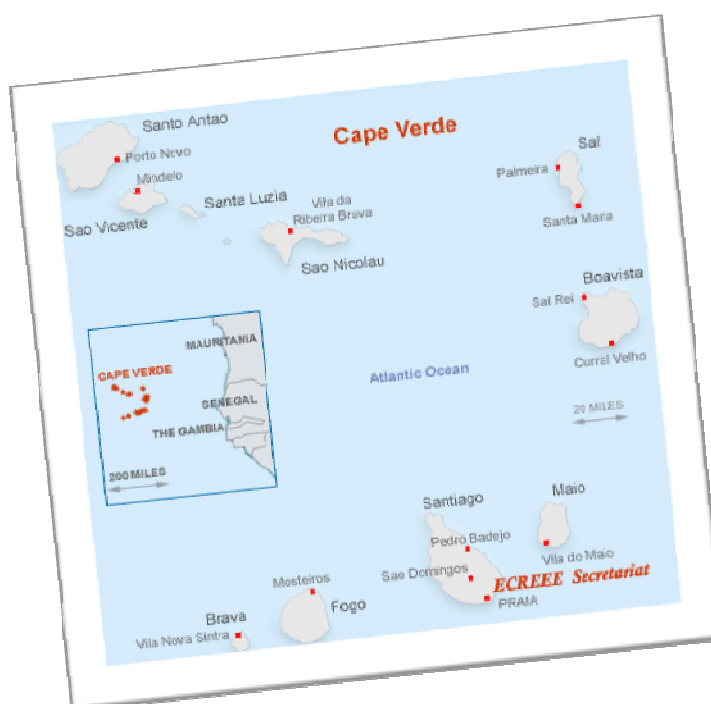 Cape Verde
Santo Antao
Porto Novo
Mindelo
Sao Vicente
Santa Luzia
Vila da
Ribeira Brava
Sao Nicolau
Sal
Palmeira
Santa Maria
Boavista
Sal Rei
Curral Velho
MAURITANIA
CAPE VERDE
SENEGAL
THE GAMBIA
200 MILES
Atlantic Ocean
20 MILES
Santiago
Maio
Pedro Badejo
Vila do Maio
Sao Domingos
ECREEE Secretariat
PRAIA
Mosteiros
Fogo
Brava
Vila Nova Sintra